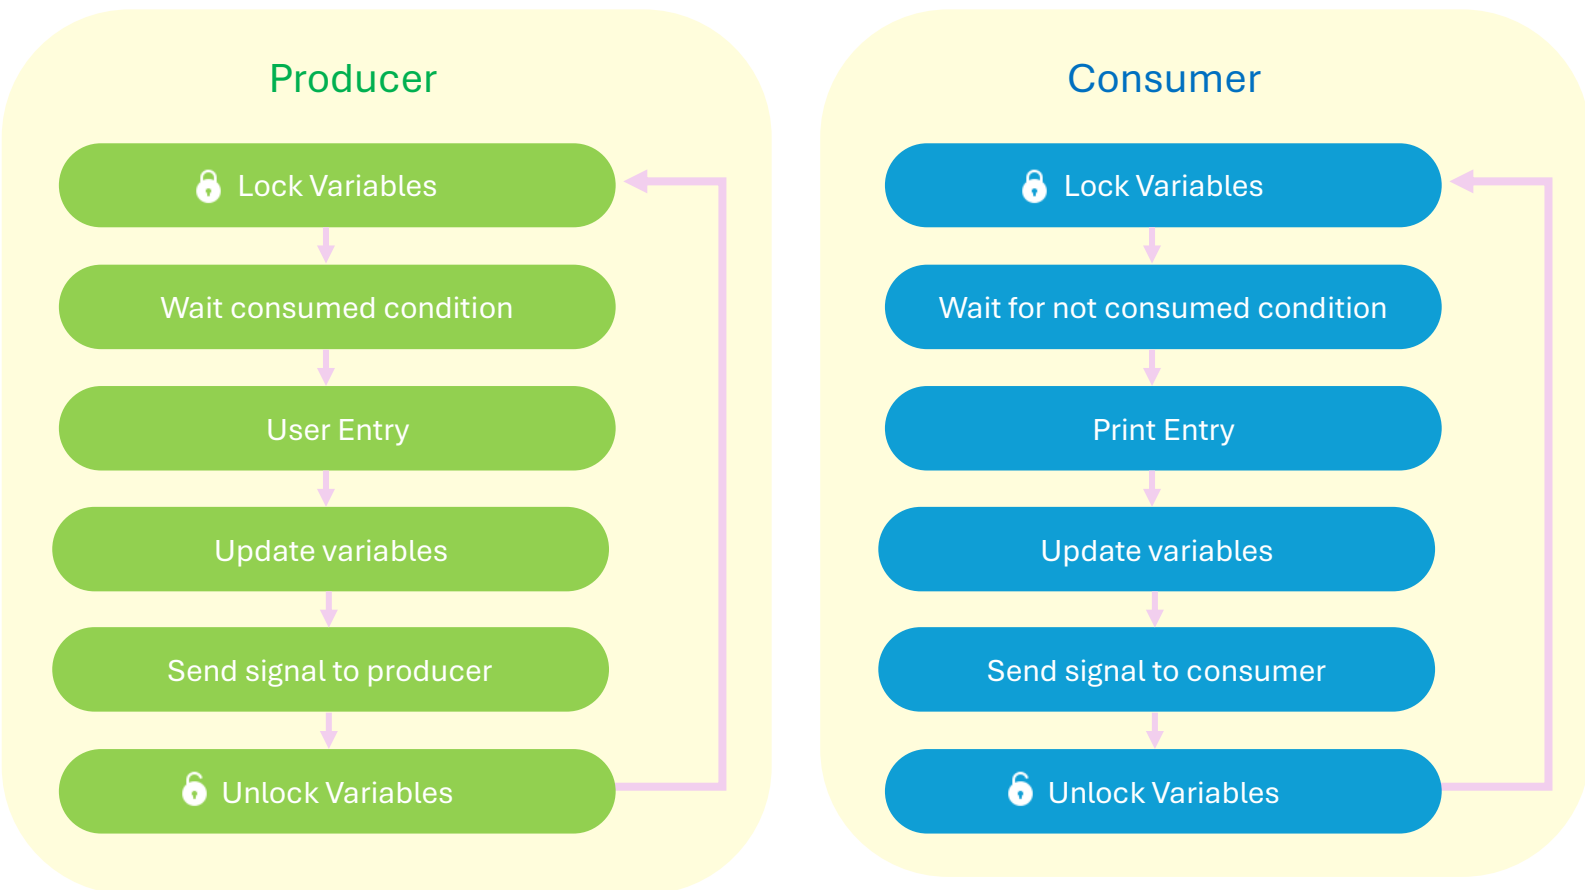 Producer
Lock Variables
Wait consumed condition
User Entry
Update variables
Send signal to producer
Unlock Variables
Consumer
Lock Variables
Wait for not consumed condition
Print Entry
Update variables
Send signal to consumer
Unlock Variables